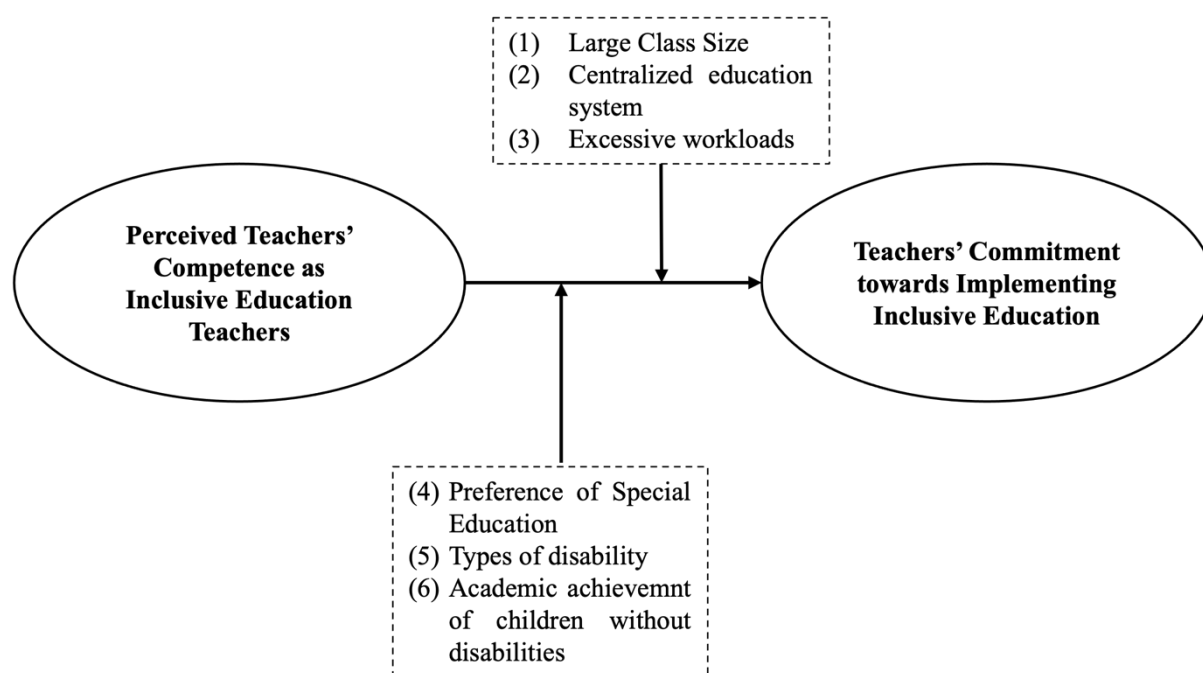 (1) Large Class Size
(2) Centralized education
system
(3) Excessive workloads
Perceived Teachers’
Competence as
Inclusive Education
Teachers
Teachers’ Commitment
towards Implementing
Inclusive Education
(4) Preference of Special
Education
(5) Types of disability
(6) Academic achievemnt
of children without
disabilities